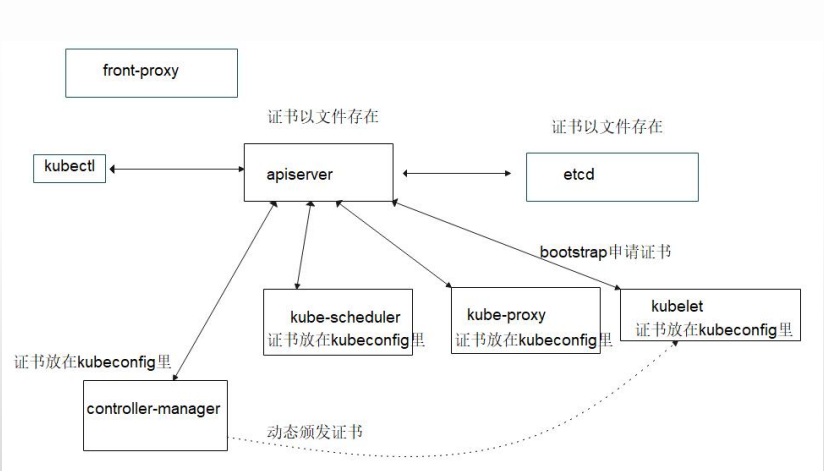 front-proxy
证书以文件存在
证书以文件存在
kubectl
apiserver
etcd
bootstrap申请证书
kube-scheduler
证书放在kubeconfig里
kube-proxy
证书放在kubeconfig里
kubelet
证书放在kubeconfig里
证书放在kubeconfig里
controller-manager
动态颁发证书